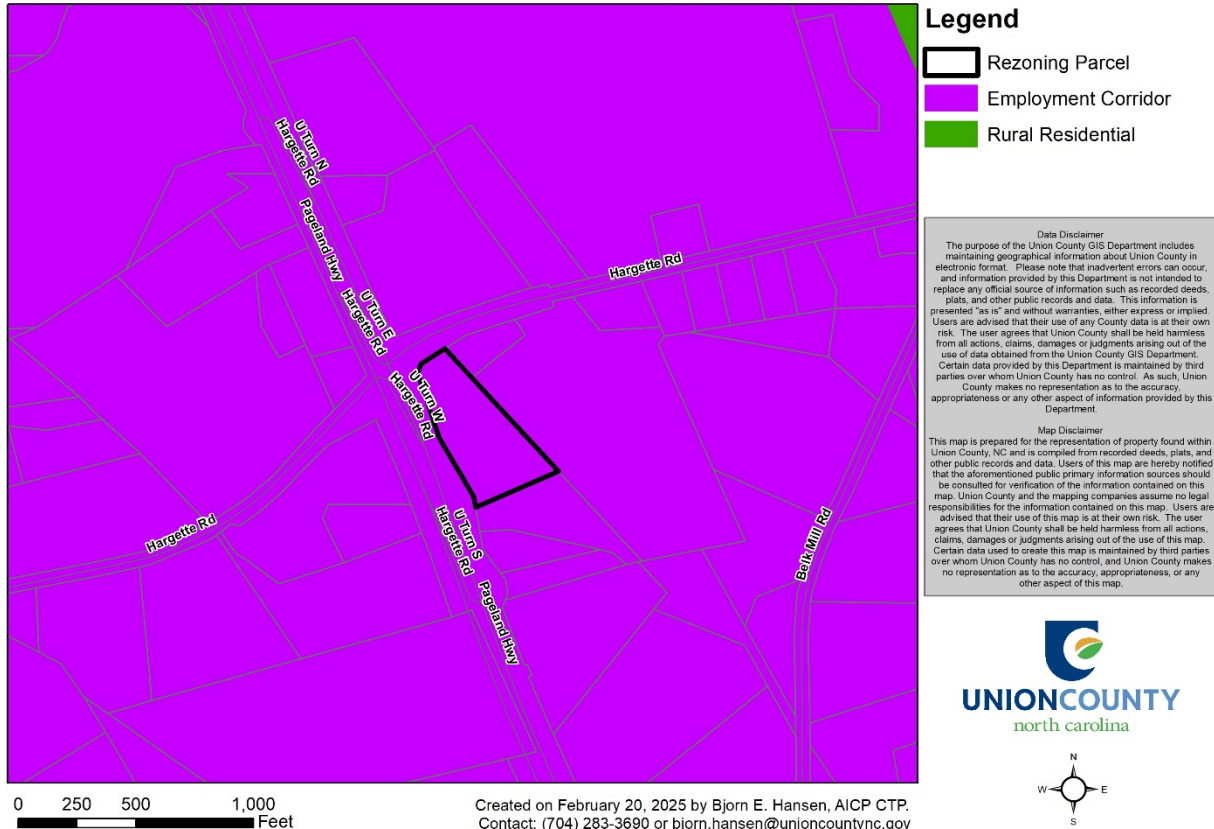 Legend
Rezoning Parcel
Employment Corridor
Rural Residential
U Turn N
Hargette Rd
Pageland Hwy
U Turn E
Hargette Rd
Hargette Rd
U Turn W
Hargette Rd
U Turn S
Hargette Rd
Pageland Hwy
Hargette Rd
Belk Mill Rd
Data Disclaimer
The purpose of the Union County GIS Department includes
maintaining geographical information about Union County in
electronic format. Please note that inadvertent errors can occur,
and information provided by this Department is not intended to
replace any official source of information such as recorded deeds,
plats, and other public records and data. This information is
presented "as is" and without warranties, either express or implied.
Users are advised that their use of any County data is at their own
risk. The user agrees that Union County shall be held harmless
from all actions, claims, damages or judgments arising out of the
use of data obtained from the Union County GIS Department.
Certain data provided by this Department is maintained by third
parties over whom Union County has no control. As such, Union
County makes no representation as to the accuracy,
appropriateness or any other aspect of information provided by this
Department.
Map Disclaimer
This map is prepared for the representation of property found within
Union County, NC and is compiled from recorded deeds, plats, and
other public records and data. Users of this map are hereby notified
that the aforementioned public primary information sources should
be consulted for verification of the information contained on this
map. Union County and the mapping companies assume no legal
responsibilities for the information contained on this map. Users are
advised that their use of this map is at their own risk. The user
agrees that Union County shall be held harmless from all actions,
claims, damages or judgments arising out of the use of this map.
Certain data used to create this map is maintained by third parties
over whom Union County has no control, and Union County makes
no representation as to the accuracy, appropriateness, or any
other aspect of this map.
UNIONCOUNTY
north carolina
N
W E
S
0 250 500 1,000
Feet
Created on February 20, 2025 by Bjorn E. Hansen, AICP CTP.
Contact: (704) 283-3690 or bjorn.hansen@unioncountync.gov